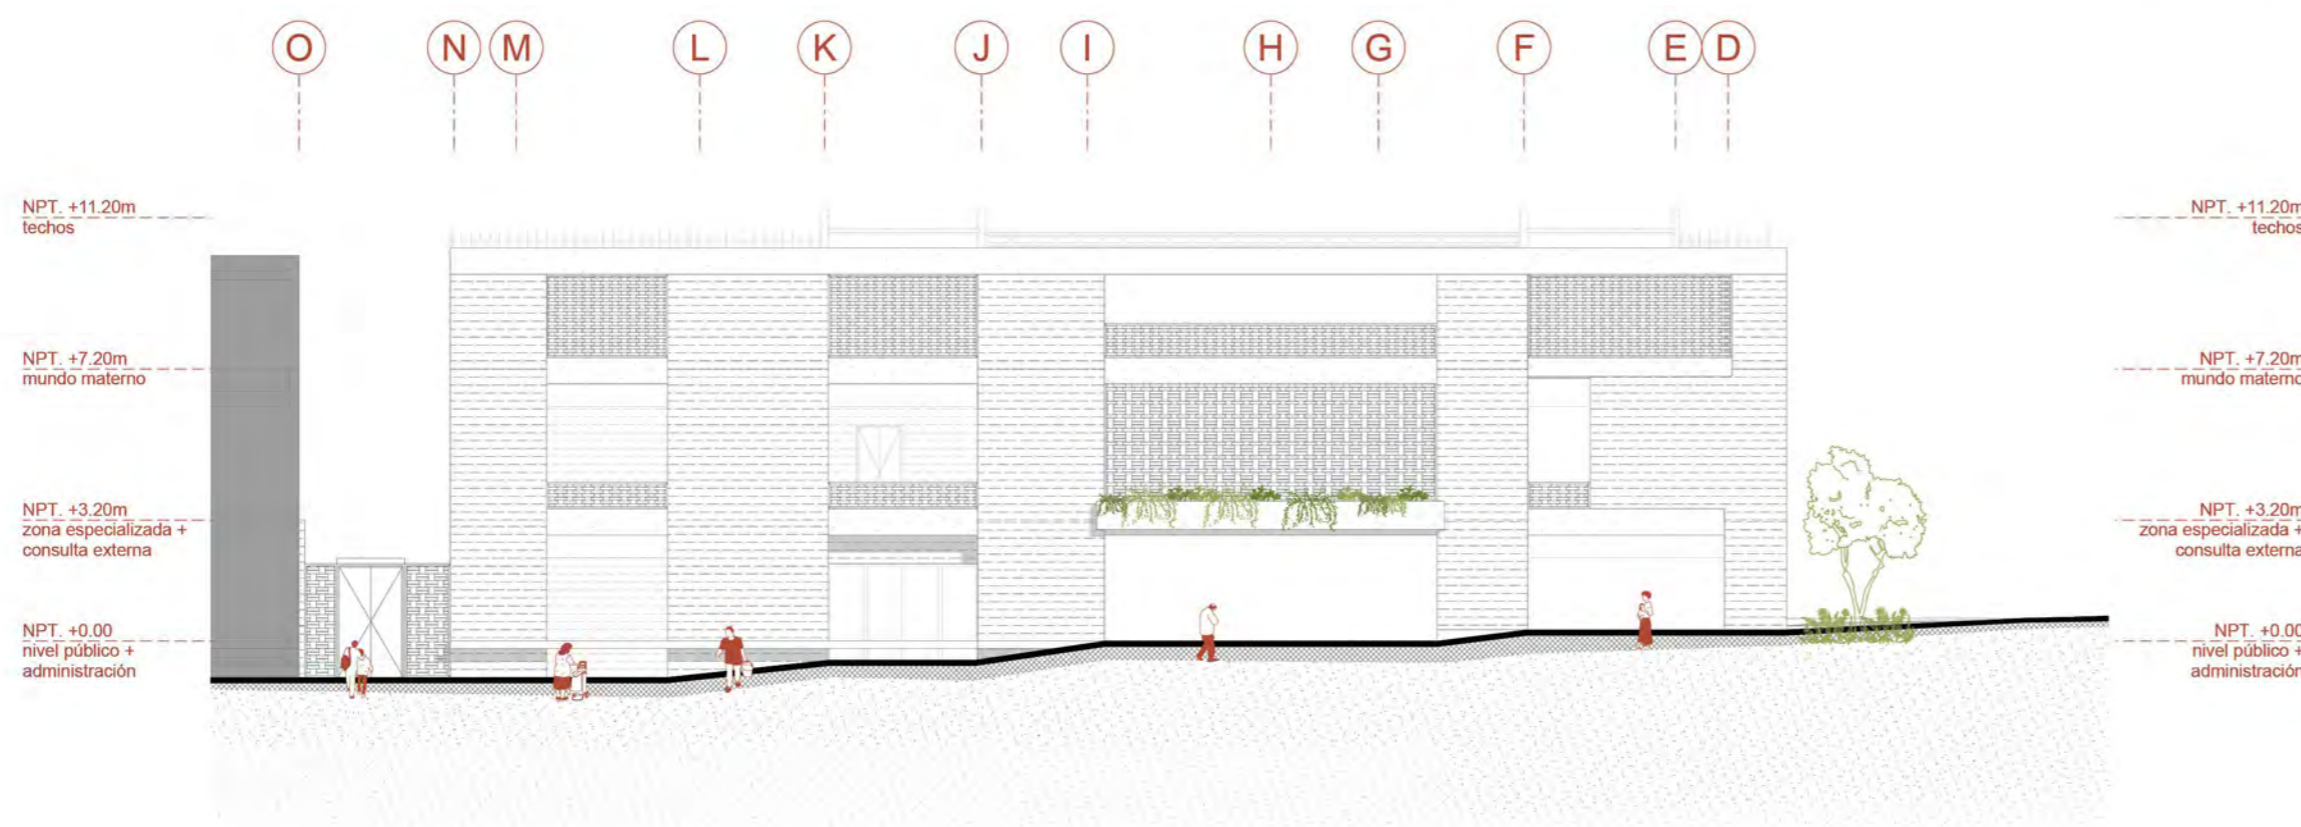 O N M L K J I H G F E D
NPT. +11.20m
techos
NPT. +7.20m
mundo materno
NPT. +3.20m
zona especializada +
consulta externa
NPT. +0.00
nivel público +
administración
NPT. +11.20m
techos
NPT. +7.20m
mundo materno
NPT. +3.20m
zona especializada +
consulta externa
NPT. +0.00
nivel público +
administración